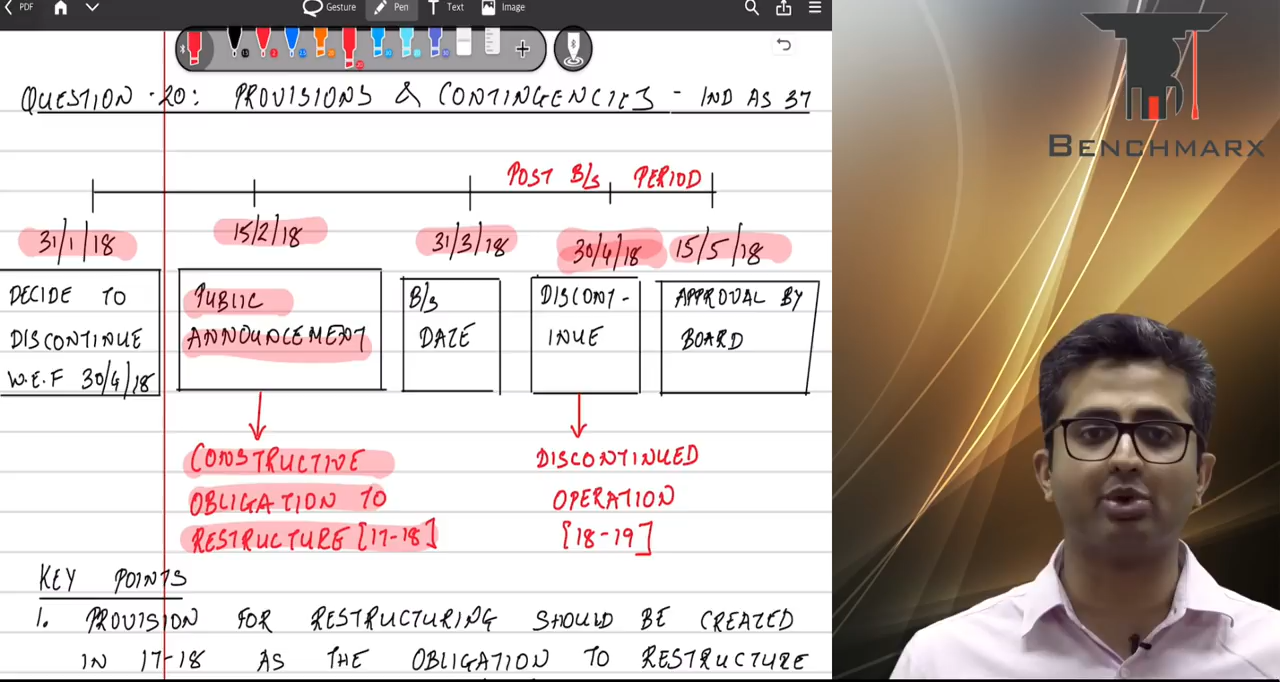 PDF
Gesture
Pen
Text
Image
QUESTION - 20: PROVISIONS & CONTINGENCIES - IND AS 37
BENCHMARX
POST B/S PERIOD
31/1/18 15/2/18 31/3/18 30/4/18 15/5/18
DECIDE TO
DISCONTINUE
W.E.F 30/4/18
PUBLIC
ANNOUNCEMENT
B/S
DATE
DISCONT-
INUE
APPROVAL BY
BOARD
CONSTRUCTIVE
OBLIGATION TO
RESTRUCTURE [17-18]
DISCONTINUED
OPERATION
[18-19]
KEY POINTS
1. PROVISION FOR RESTRUCTURING SHOULD BE CREATED
IN 17-18 AS THE OBLIGATION TO RESTRUCTURE